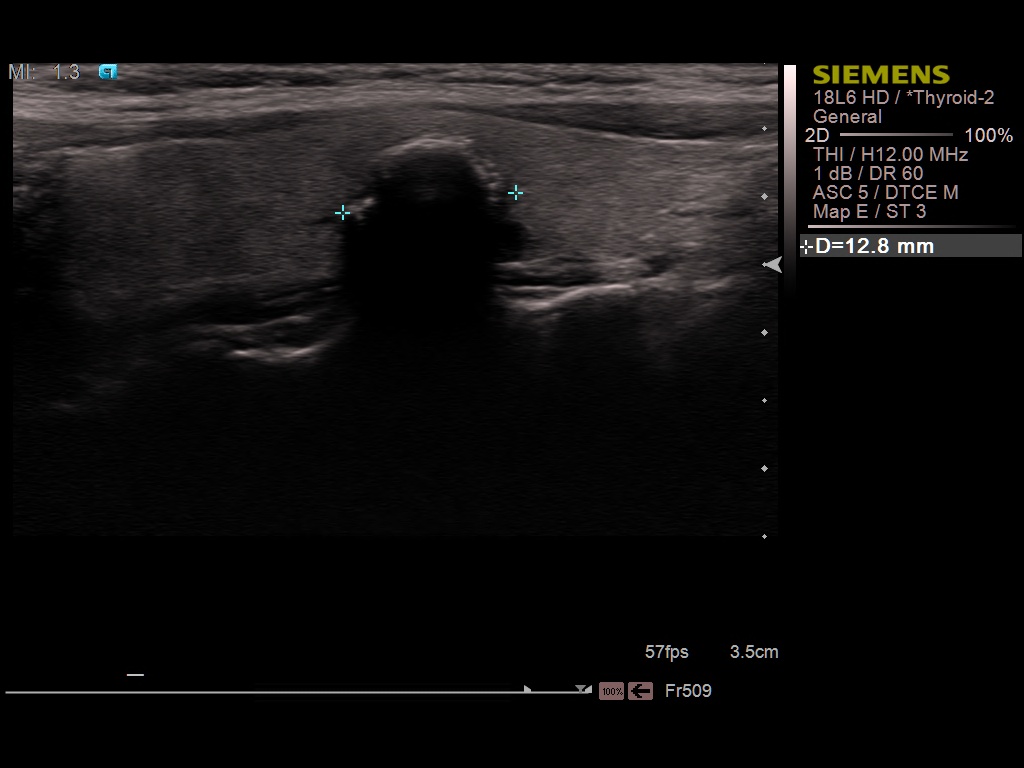 MI: 1.3
SIEMENS
18L6 HD / *Thyroid-2
General
2D 100%
THI / H12.00 MHz
1 dB / DR 60
ASC 5 / DTCE M
Map E / ST 3
D=12.8 mm
57fps 3.5cm
100% Fr509